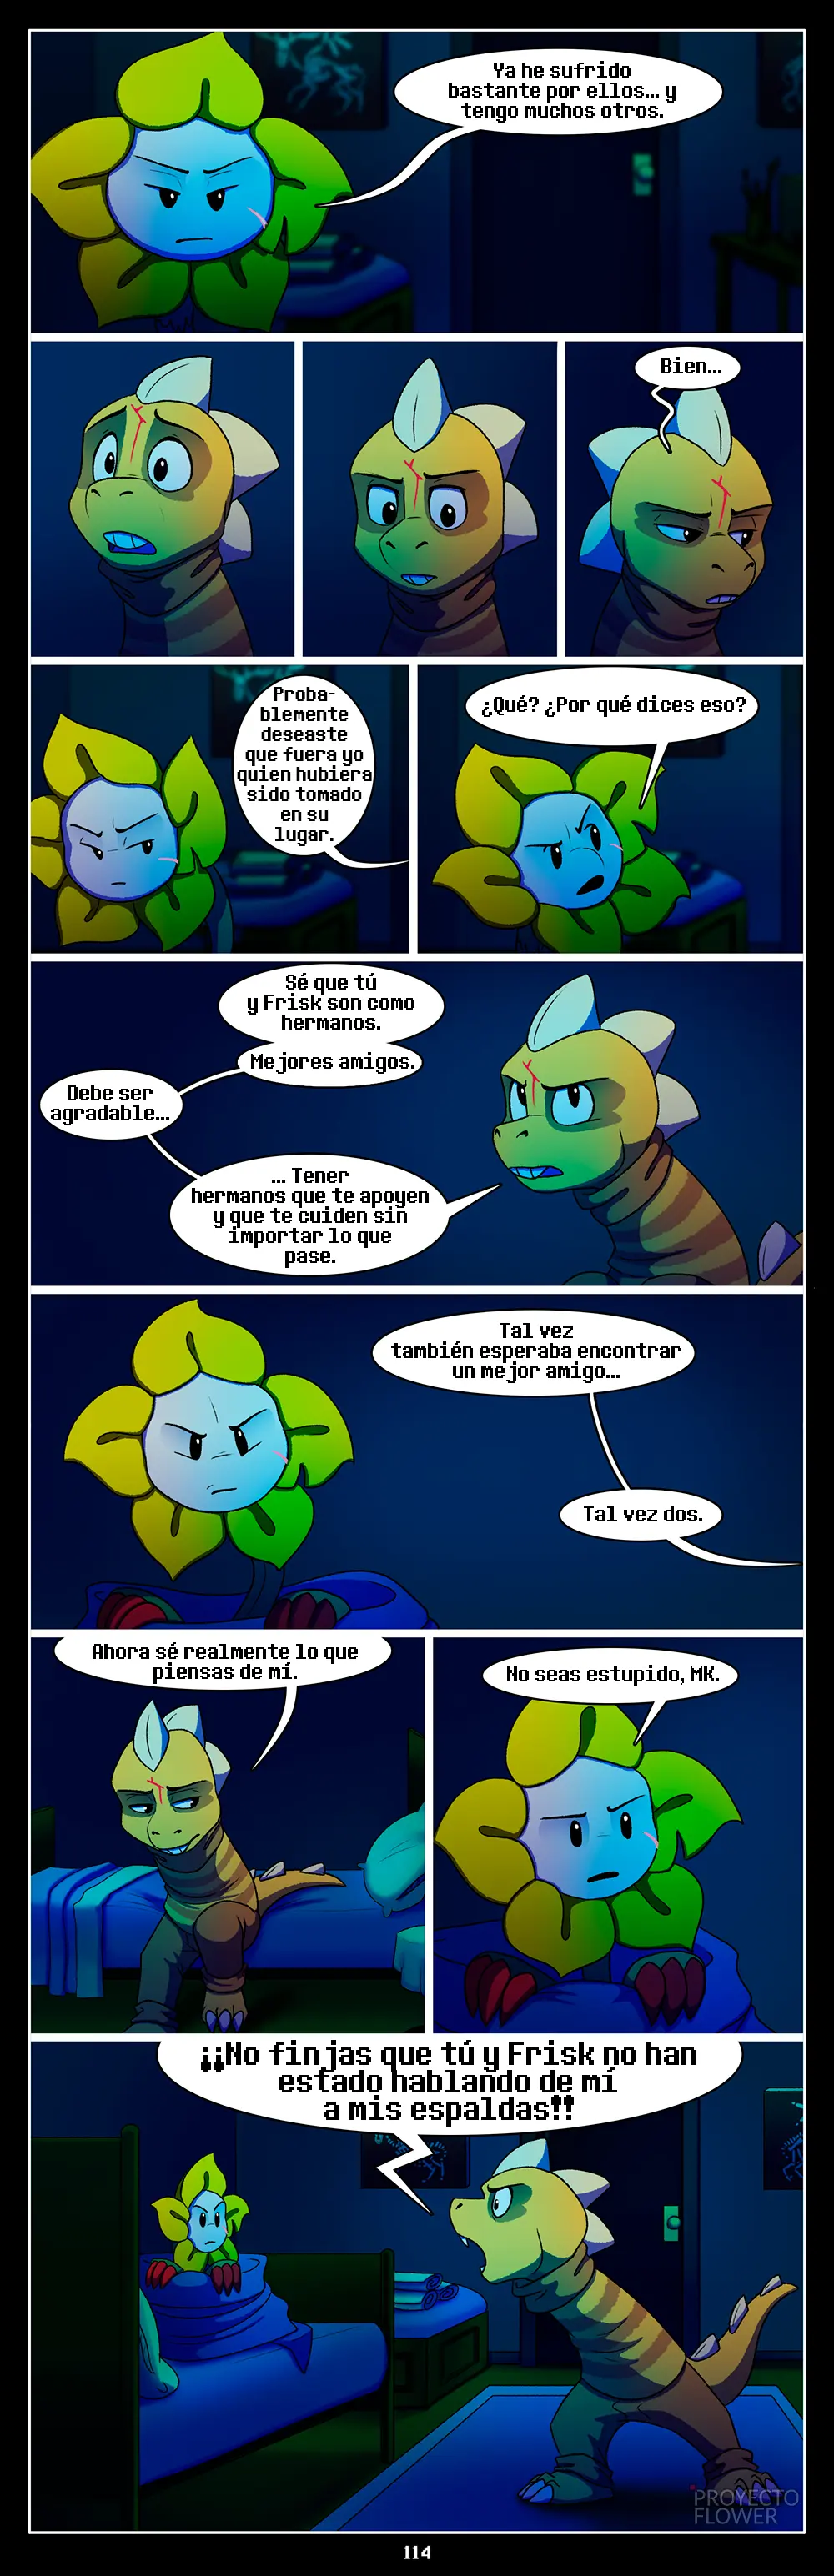 Ya he sufrido
bastante por ellos... y
tengo muchos otros.
Bien...
Proba-
blemente
deseaste
que fuera yo
quien hubiera
sido tomado
en su
lugar.
¿Qué? ¿Por qué dices eso?
Sé que tú
y Frisk son como
hermanos.
Mejores amigos.
Debe ser
agradable...
... Tener
hermanos que te apoyen
y que te cuiden sin
importar lo que
pase.
Tal vez
también esperaba encontrar
un mejor amigo...
Tal vez dos.
Ahora sé realmente lo que
piensas de mí.
No seas estupido, MK.
¡¡No finjas que tú y Frisk no han
estado hablando de mí
a mis espaldas!!
PROYECTO
FLOWER
114